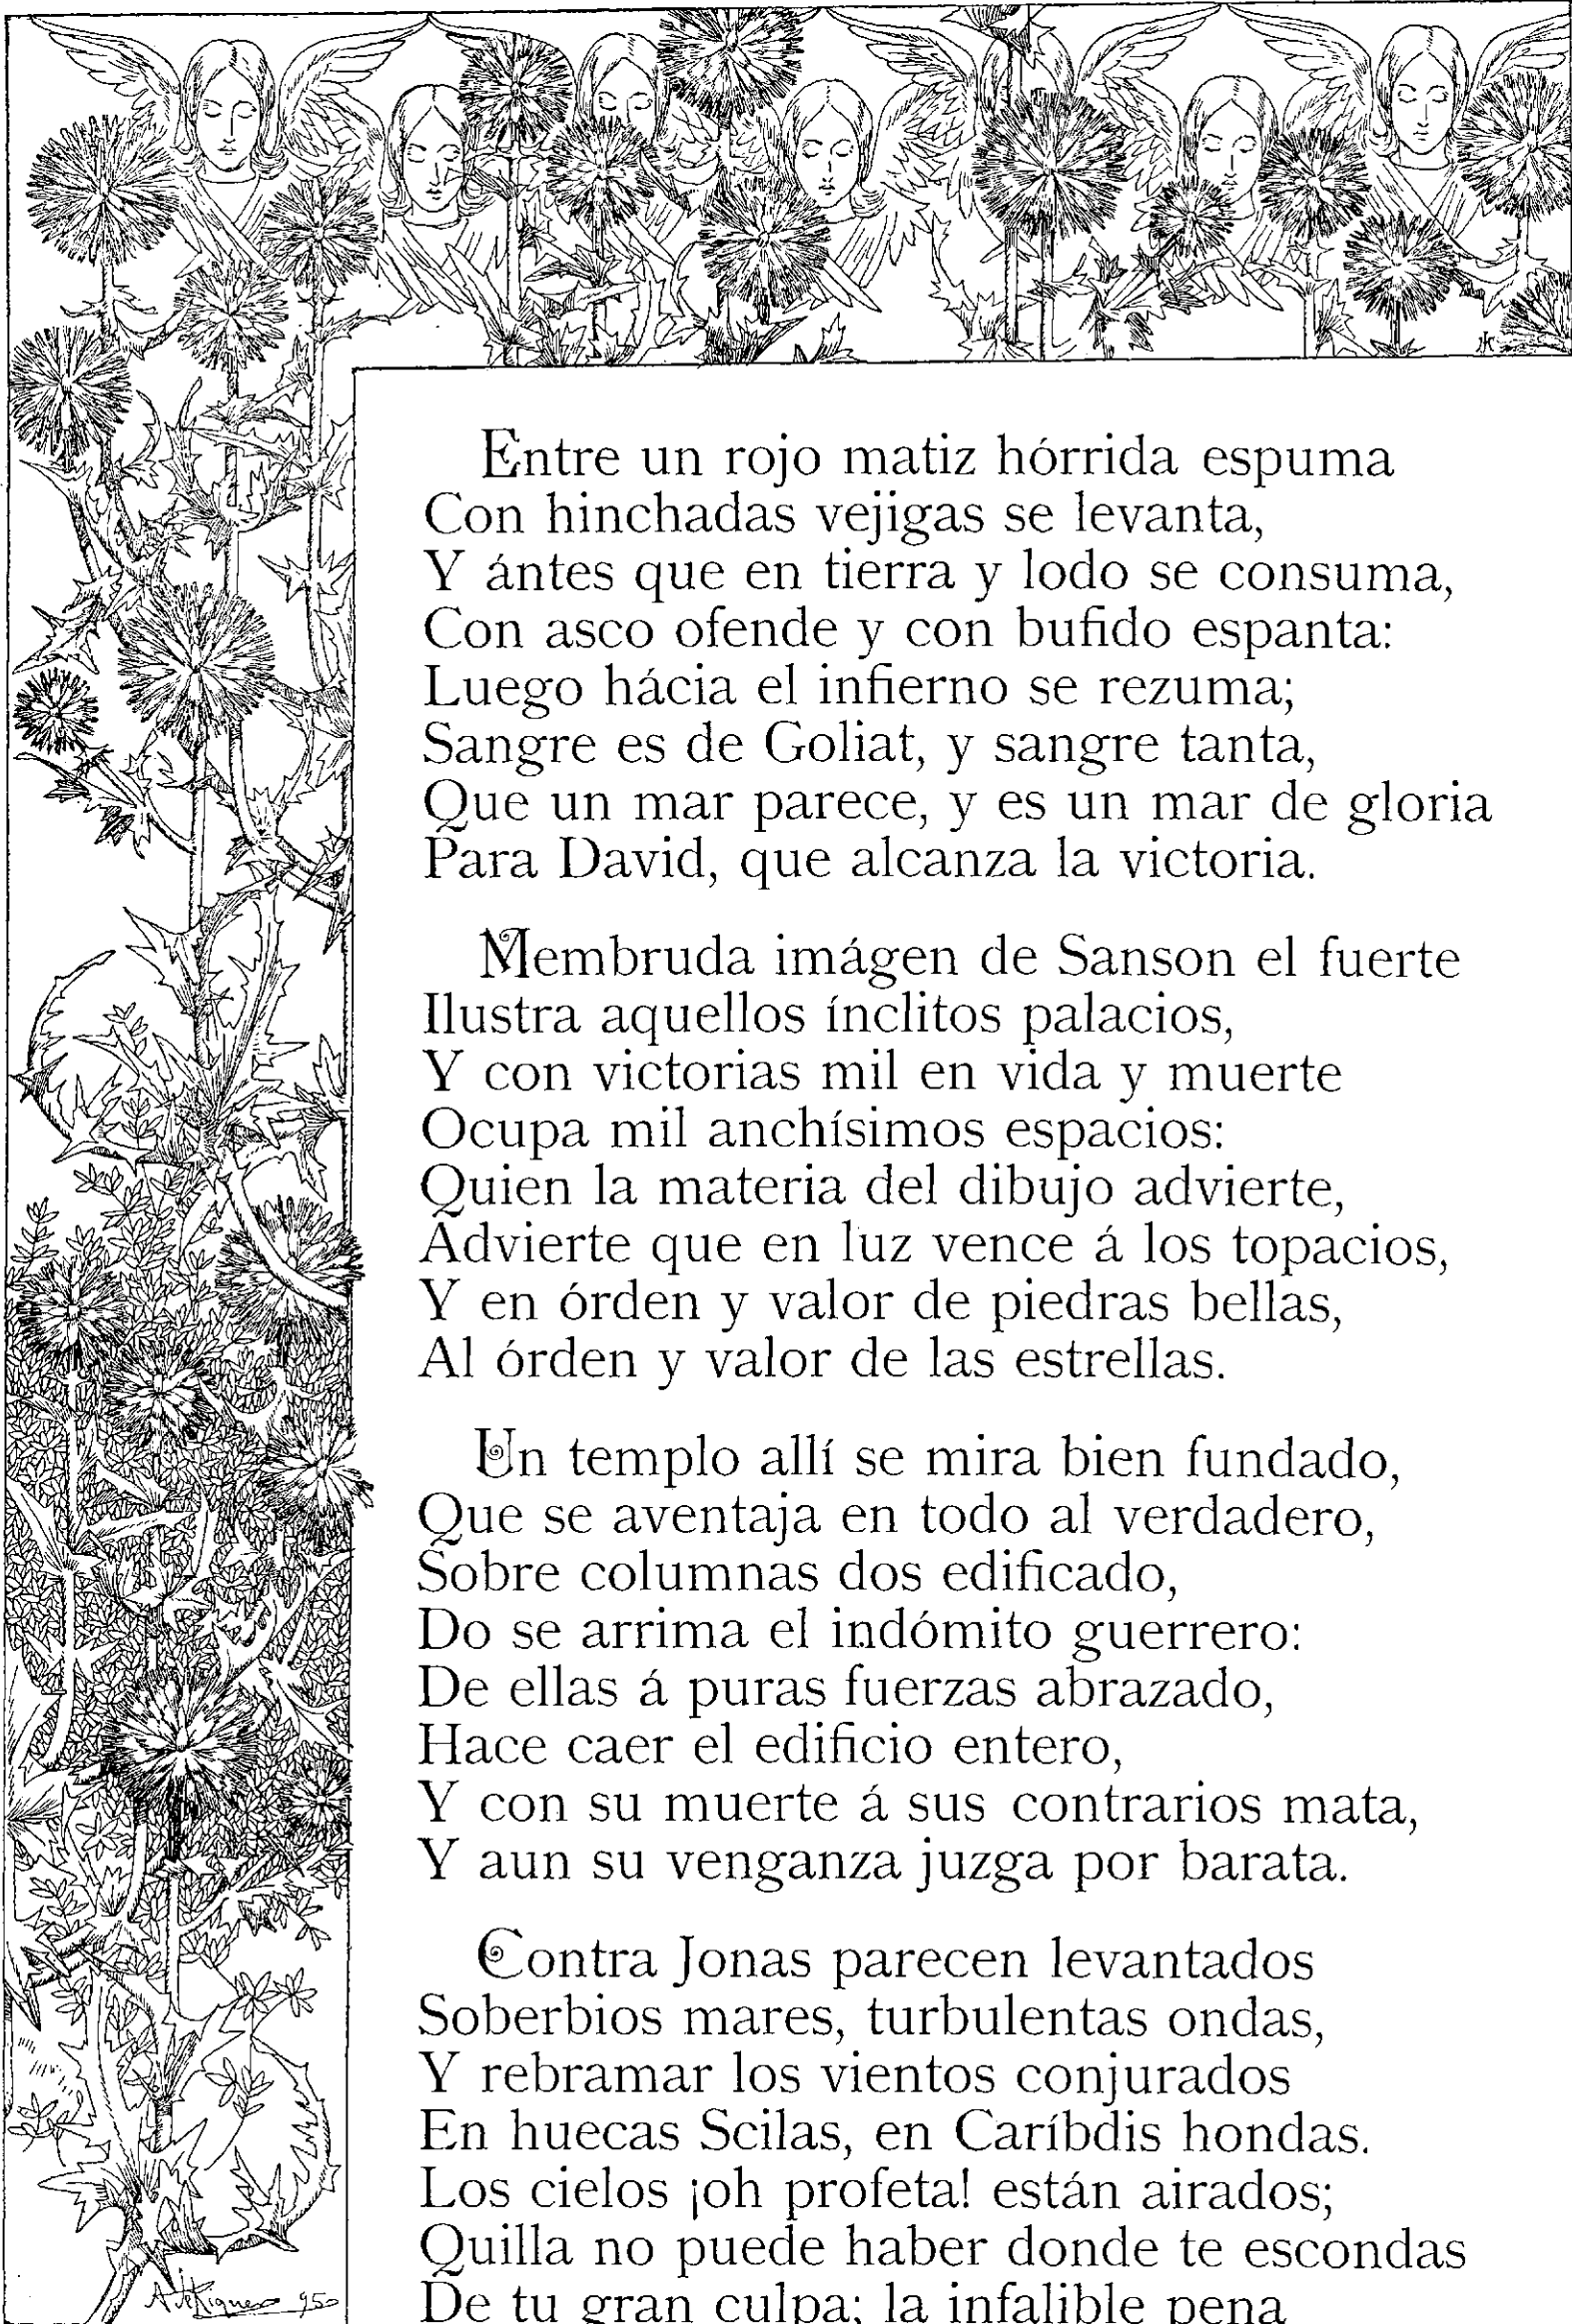 Entre un rojo matiz hórrida espuma
Con hinchadas vejigas se levanta,
Y ántes que en tierra y lodo se consuma,
Con asco ofende y con bufido espanta:
Luego hácia el infierno se rezuma;
Sangre es de Goliat, y sangre tanta,
Que un mar parece, y es un mar de gloria
Para David, que alcanza la victoria.
Membruda imágen de Sanson el fuerte
Ilustra aquellos ínclitos palacios,
Y con victorias mil en vida y muerte
Ocupa mil anchísimos espacios:
Quien la materia del dibujo advierte,
Advierte que en luz vence á los topacios,
Y en órden y valor de piedras bellas,
Al órden y valor de las estrellas.
Un templo allí se mira bien fundado,
Que se aventaja en todo al verdadero,
Sobre columnas dos edificado,
Do se arrima el indómito guerrero:
De ellas á puras fuerzas abrazado,
Hace caer el edificio entero,
Y con su muerte á sus contrarios mata,
Y aun su venganza juzga por barata.
Contra Jonas parecen levantados
Soberbios mares, turbulentas ondas,
Y rebramar los vientos conjurados
En huecas Scilas, en Caríbdis hondas.
Los cielos ¡oh profeta! están airados;
Quilla no puede haber donde te escondas
De tu gran culpa; la infalible pena
A de Riquer 95